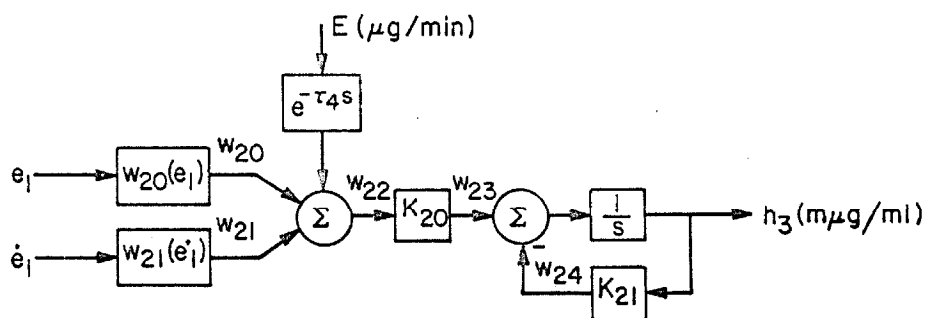 E (μg/min)
e^{-τ₄s}
w₂₀
e₁
w₂₀(e₁)
w₂₂
w₂₃
Σ
K₂₀
Σ
1/s
h₃ (mμg/ml)
w₂₁
ė₁
w₂₁(ė₁)
−
w₂₄
K₂₁